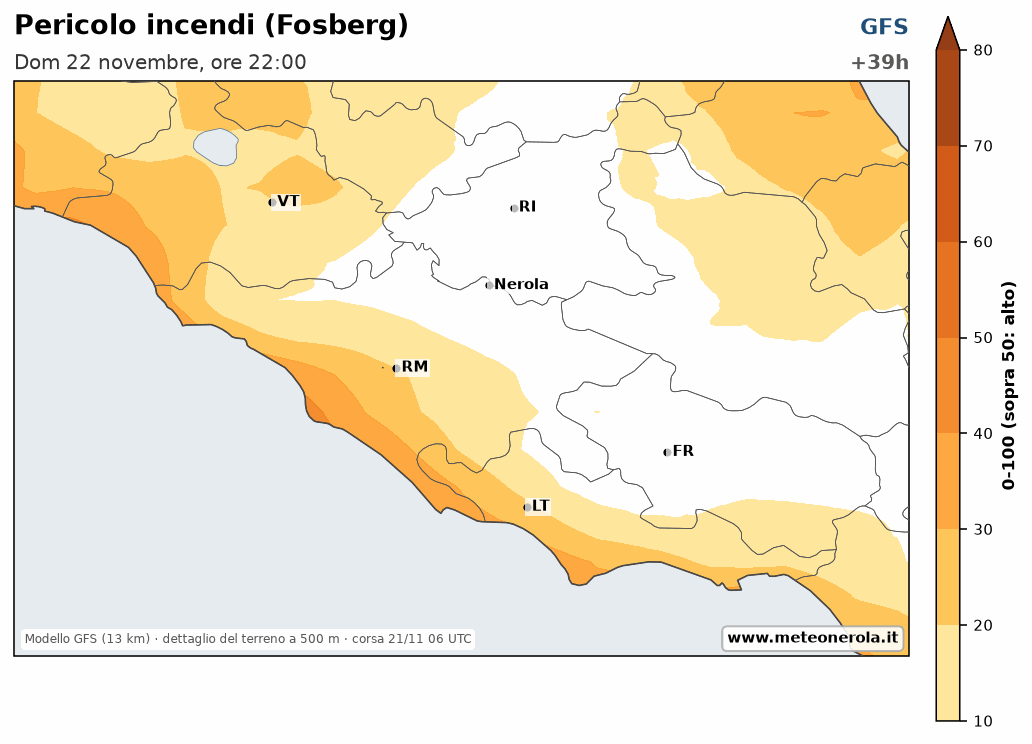 Pericolo incendi (Fosberg)
GFS
Dom 22 novembre, ore 22:00
+39h
VT
RI
Nerola
RM
FR
LT
Modello GFS (13 km) · dettaglio del terreno a 500 m · corsa 21/11 06 UTC
www.meteonerola.it
80
70
60
50
40
30
20
10
0-100 (sopra 50: alto)